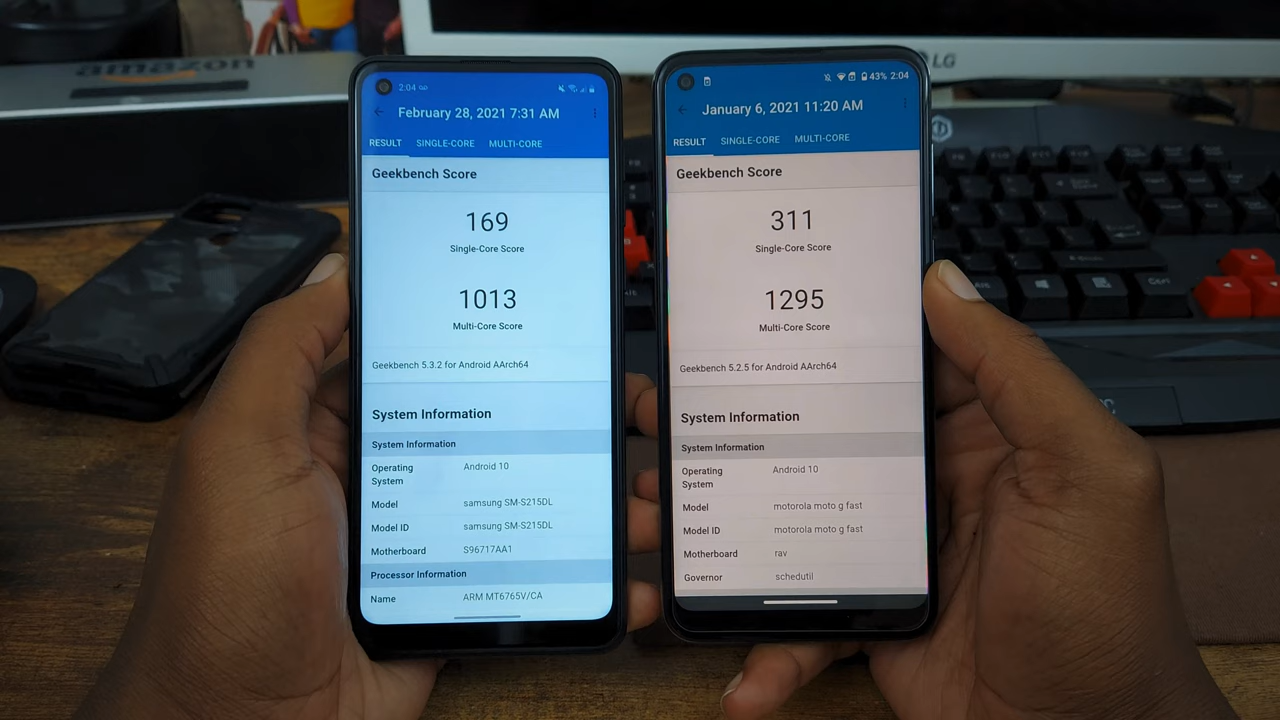 amazon
LG
2:04
February 28, 2021 7:31 AM
RESULT SINGLE-CORE MULTI-CORE
Geekbench Score
169
Single-Core Score
1013
Multi-Core Score
Geekbench 5.3.2 for Android AArch64
System Information
System Information
Operating System Android 10
Model samsung SM-S215DL
Model ID samsung SM-S215DL
Motherboard S96717AA1
Processor Information
Name ARM MT6765V/CA
43% 2:04
January 6, 2021 11:20 AM
RESULT SINGLE-CORE MULTI-CORE
Geekbench Score
311
Single-Core Score
1295
Multi-Core Score
Geekbench 5.2.5 for Android AArch64
System Information
System Information
Operating System Android 10
Model motorola moto g fast
Model ID motorola moto g fast
Motherboard rav
Governor schedutil
Ctrl